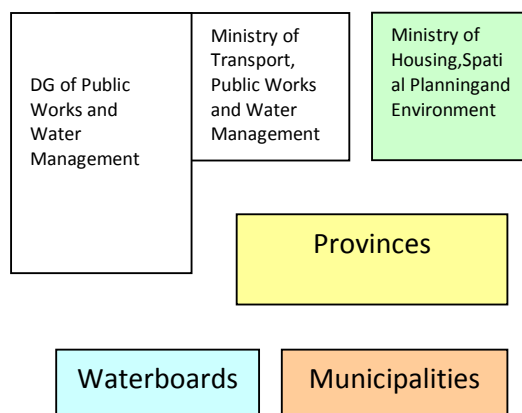 DG of Public
Works and
Water
Management
Ministry of
Transport,
Public Works
and Water
Management
Ministry of
Housing,Spati
al Planningand
Environment
Provinces
Waterboards
Municipalities